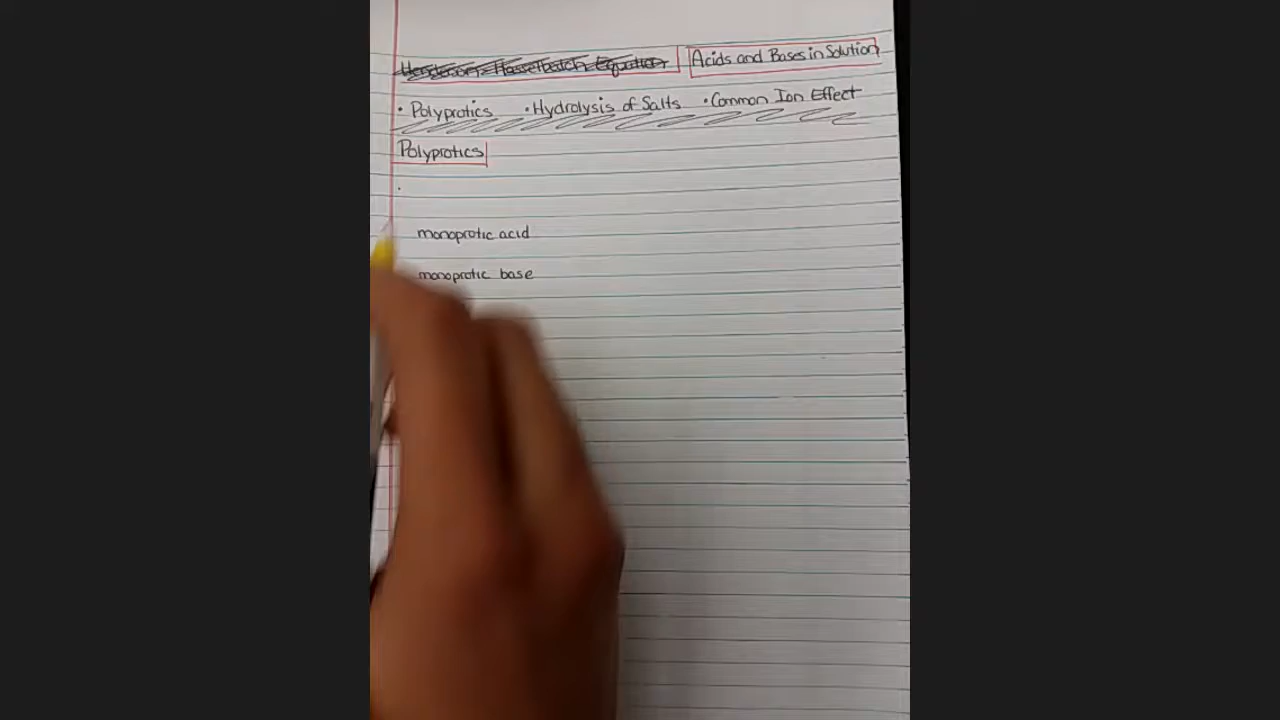 Henderson-Hasselbatch Equation Acids and Bases in Solution
• Polyprotics • Hydrolysis of Salts • Common Ion Effect
Polyprotics
•
monoprotic acid
monoprotic base